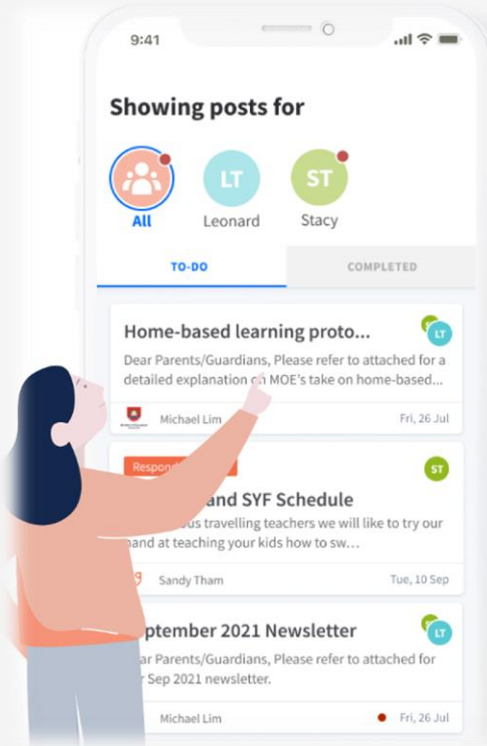 9:41
Showing posts for
LT
ST
All
Leonard
Stacy
TO-DO
COMPLETED
Home-based learning proto...
LT
Dear Parents/Guardians, Please refer to attached for a
detailed explanation on MOE's take on home-based...
Michael Lim
Fri, 26 Jul
Respond
ST
and SYF Schedule
us travelling teachers we will like to try our
hand at teaching your kids how to sw...
Sandy Tham
Tue, 10 Sep
ptember 2021 Newsletter
LT
ar Parents/Guardians, Please refer to attached for
r Sep 2021 newsletter.
Michael Lim
Fri, 26 Jul